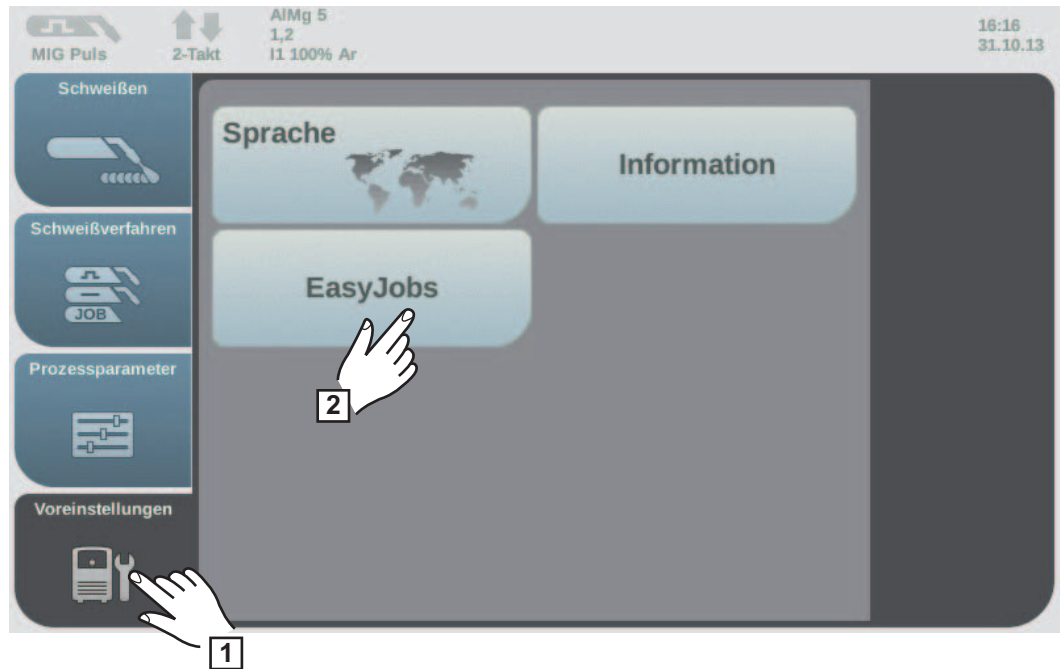 MIG Puls
2-Takt
AlMg 5
1,2
I1 100% Ar
16:16
31.10.13
Schweißen
Schweißverfahren
JOB
Prozessparameter
Voreinstellungen
Sprache
Information
EasyJobs
2
1